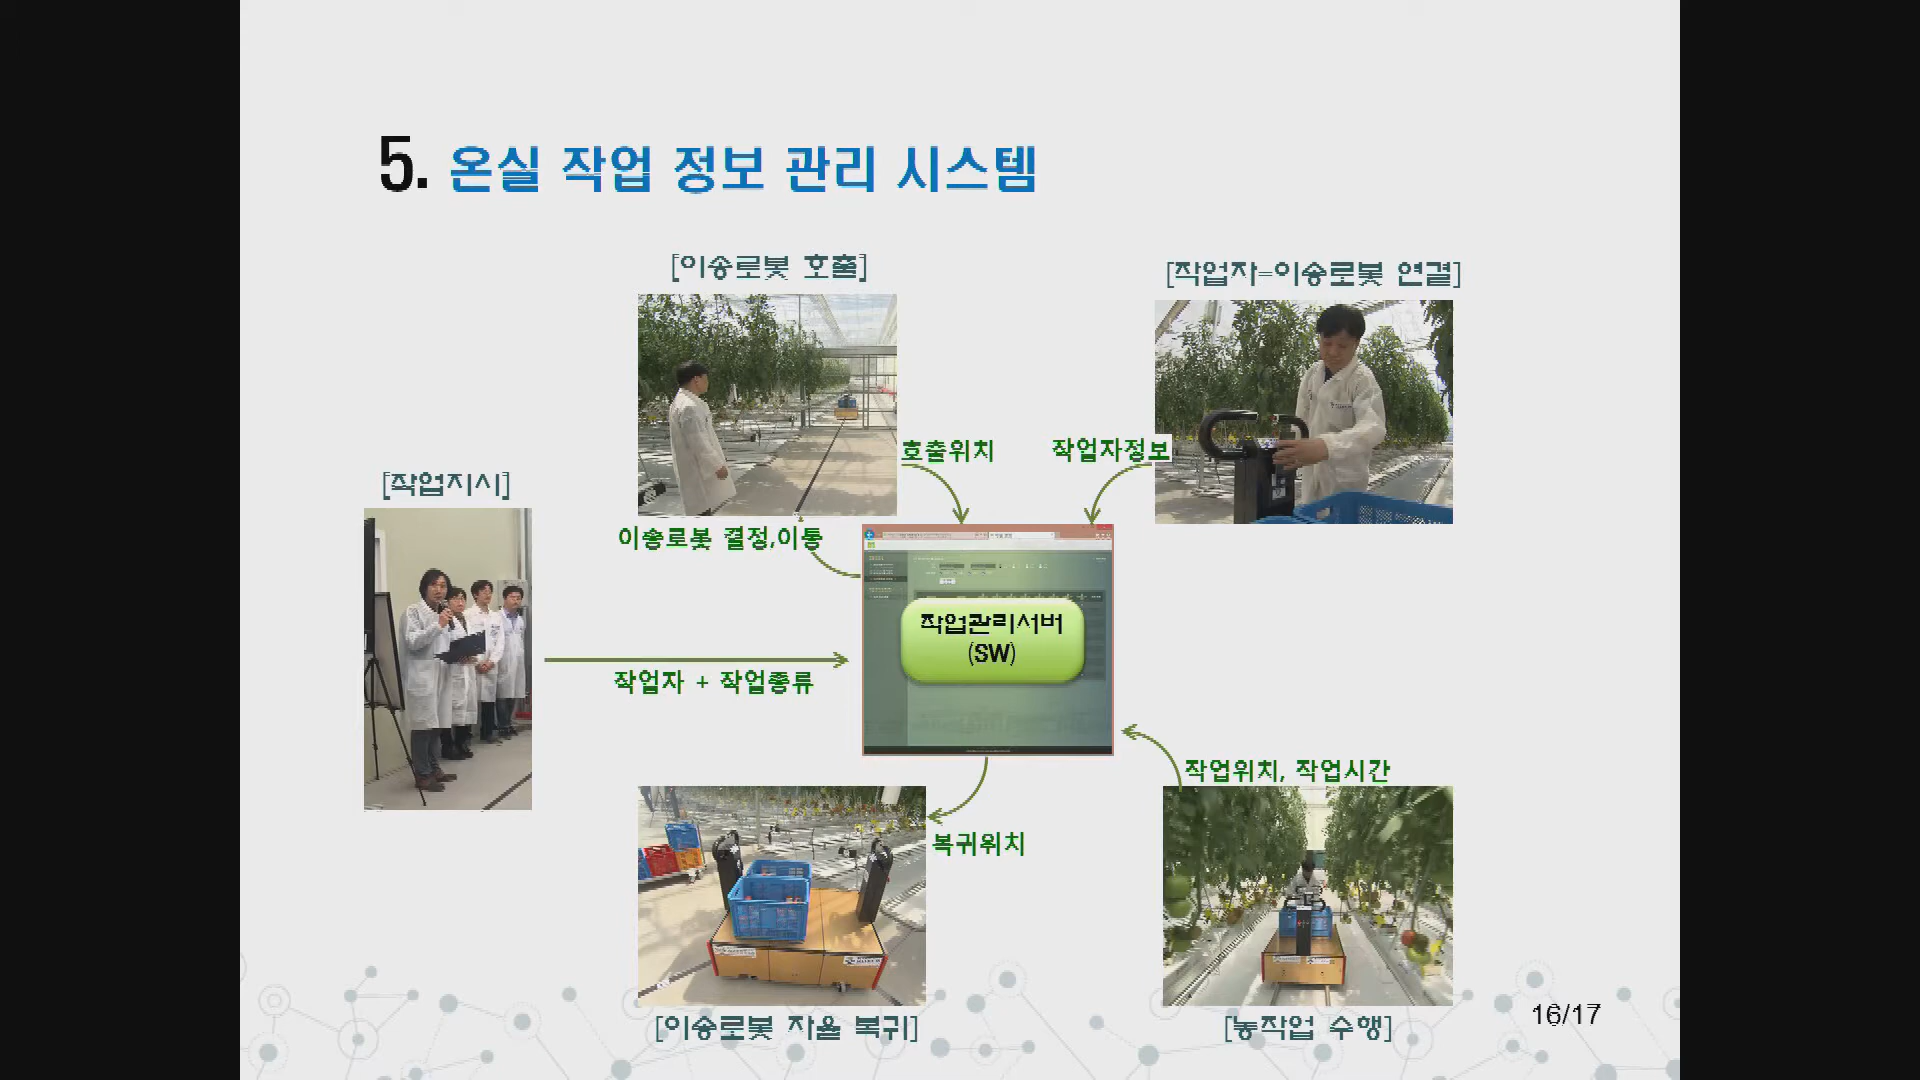 5. 온실 작업 정보 관리 시스템
[이송로봇 호출]
[작업자=이송로봇 연결]
호출위치
작업자정보
[작업지시]
이송로봇 결정,이동
작업관리서버
(SW)
작업자 + 작업종류
작업위치, 작업시간
복귀위치
[이송로봇 자율 복귀]
[농작업 수행]
16/17